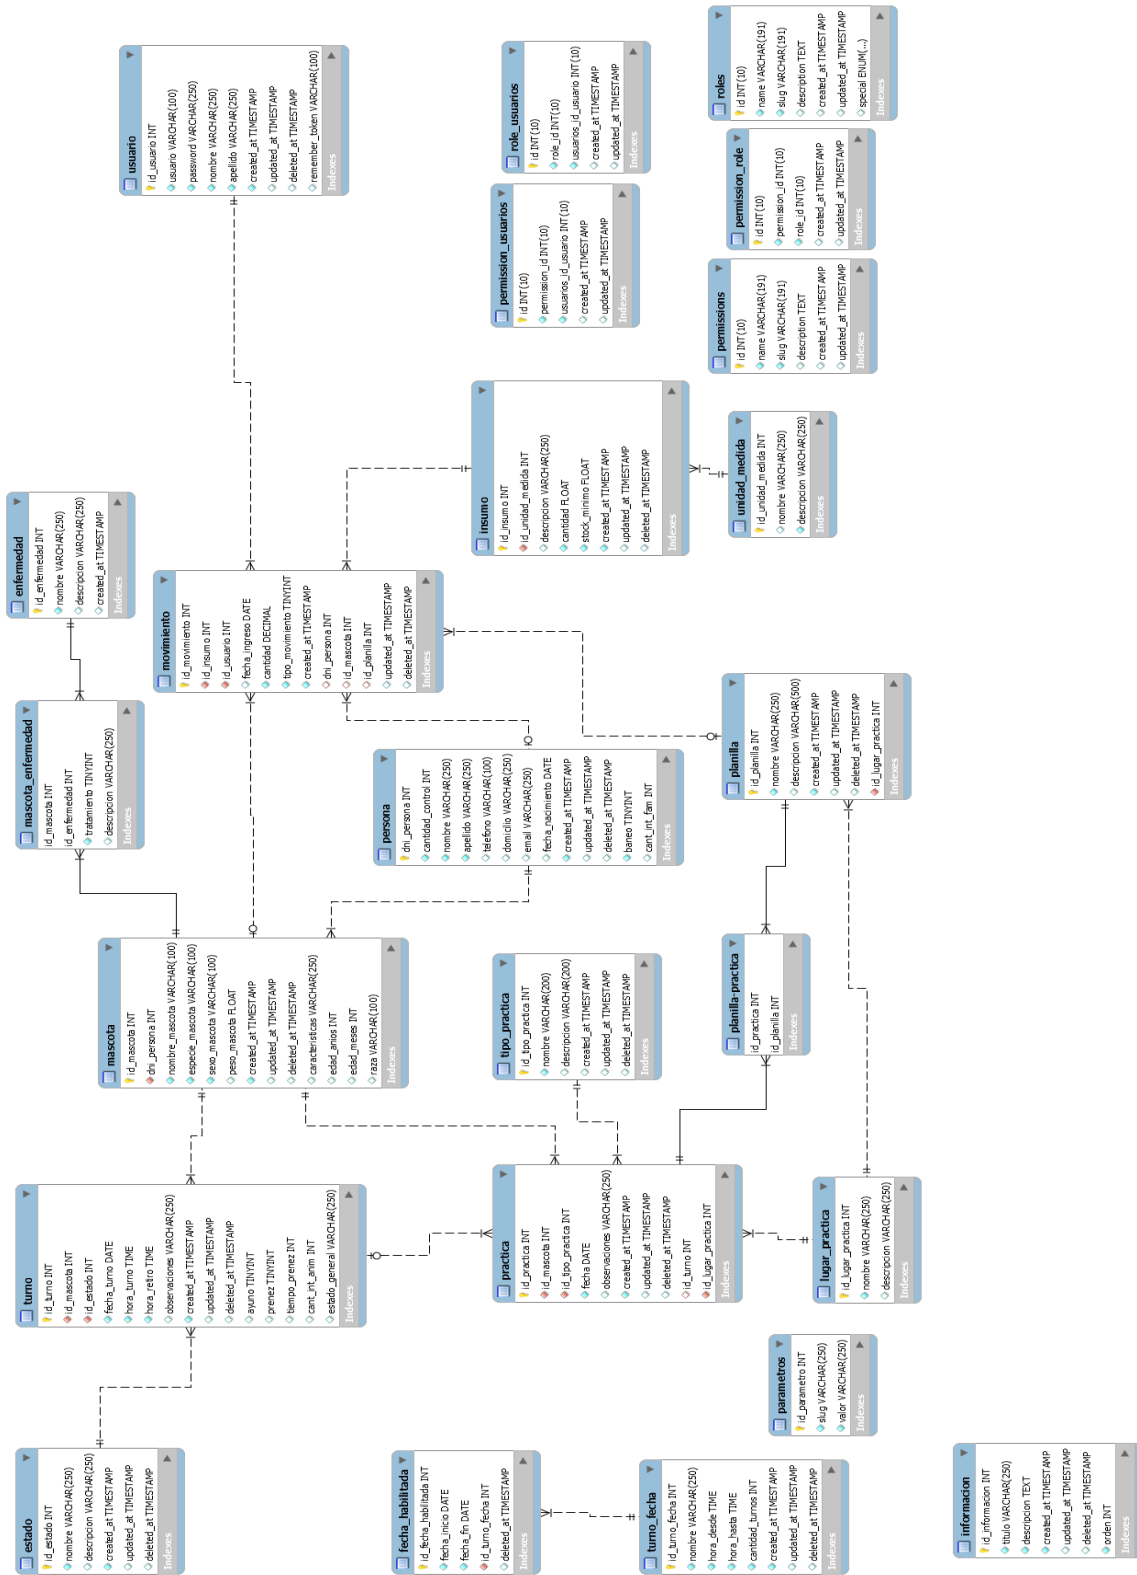 estado
id_estado INT
nombre VARCHAR(250)
descripcion VARCHAR(250)
created_at TIMESTAMP
updated_at TIMESTAMP
deleted_at TIMESTAMP
Indexes
turno
id_turno INT
id_mascota INT
id_estado INT
fecha_turno DATE
hora_turno TIME
hora_retiro TIME
observaciones VARCHAR(250)
created_at TIMESTAMP
updated_at TIMESTAMP
deleted_at TIMESTAMP
ayuno TINYINT
prenez TINYINT
tiempo_prenez INT
cant_int_anim INT
estado_general VARCHAR(250)
Indexes
mascota
id_mascota INT
dni_persona INT
nombre_mascota VARCHAR(100)
especie_mascota VARCHAR(100)
sexo_mascota VARCHAR(100)
peso_mascota FLOAT
created_at TIMESTAMP
updated_at TIMESTAMP
deleted_at TIMESTAMP
caracteristicas VARCHAR(250)
edad_anios INT
edad_meses INT
raza VARCHAR(100)
Indexes
mascota_enfermedad
id_mascota INT
id_enfermedad INT
tratamiento TINYINT
descripcion VARCHAR(250)
Indexes
enfermedad
id_enfermedad INT
nombre VARCHAR(250)
descripcion VARCHAR(250)
created_at TIMESTAMP
Indexes
movimiento
id_movimiento INT
id_insumo INT
id_usuario INT
fecha_ingreso DATE
cantidad DECIMAL
tipo_movimiento TINYINT
created_at TIMESTAMP
dni_persona INT
id_mascota INT
id_planilla INT
updated_at TIMESTAMP
deleted_at TIMESTAMP
Indexes
usuario
id_usuario INT
usuario VARCHAR(100)
password VARCHAR(250)
nombre VARCHAR(250)
apellido VARCHAR(250)
created_at TIMESTAMP
updated_at TIMESTAMP
deleted_at TIMESTAMP
remember_token VARCHAR(100)
Indexes
fecha_habilitada
id_fecha_habilitada INT
fecha_inicio DATE
fecha_fin DATE
id_turno_fecha INT
deleted_at TIMESTAMP
Indexes
persona
dni_persona INT
cantidad_control INT
nombre VARCHAR(250)
apellido VARCHAR(250)
telefono VARCHAR(100)
domicilio VARCHAR(250)
email VARCHAR(250)
fecha_nacimiento DATE
created_at TIMESTAMP
updated_at TIMESTAMP
deleted_at TIMESTAMP
baneo TINYINT
cant_int_fam INT
Indexes
practica
id_practica INT
id_mascota INT
id_tipo_practica INT
fecha DATE
observaciones VARCHAR(250)
created_at TIMESTAMP
updated_at TIMESTAMP
deleted_at TIMESTAMP
id_turno INT
id_lugar_practica INT
Indexes
tipo_practica
id_tipo_practica INT
nombre VARCHAR(200)
descripcion VARCHAR(200)
created_at TIMESTAMP
updated_at TIMESTAMP
deleted_at TIMESTAMP
Indexes
insumo
id_insumo INT
id_unidad_medida INT
descripcion VARCHAR(250)
cantidad FLOAT
stock_minimo FLOAT
created_at TIMESTAMP
updated_at TIMESTAMP
deleted_at TIMESTAMP
Indexes
permission_usuarios
id INT(10)
permission_id INT(10)
usuarios_id_usuario INT(10)
created_at TIMESTAMP
updated_at TIMESTAMP
Indexes
role_usuarios
id INT(10)
role_id INT(10)
usuarios_id_usuario INT(10)
created_at TIMESTAMP
updated_at TIMESTAMP
Indexes
turno_fecha
id_turno_fecha INT
nombre VARCHAR(250)
hora_desde TIME
hora_hasta TIME
cantidad_turnos INT
created_at TIMESTAMP
updated_at TIMESTAMP
deleted_at TIMESTAMP
Indexes
parametros
id_parametro INT
slug VARCHAR(250)
valor VARCHAR(250)
Indexes
lugar_practica
id_lugar_practica INT
nombre VARCHAR(250)
descripcion VARCHAR(250)
Indexes
planilla-practica
id_practica INT
id_planilla INT
Indexes
planilla
id_planilla INT
nombre VARCHAR(250)
descripcion VARCHAR(500)
created_at TIMESTAMP
updated_at TIMESTAMP
deleted_at TIMESTAMP
id_lugar_practica INT
Indexes
unidad_medida
id_unidad_medida INT
nombre VARCHAR(250)
descripcion VARCHAR(250)
Indexes
permissions
id INT(10)
name VARCHAR(191)
slug VARCHAR(191)
description TEXT
created_at TIMESTAMP
updated_at TIMESTAMP
Indexes
permission_role
id INT(10)
permission_id INT(10)
role_id INT(10)
created_at TIMESTAMP
updated_at TIMESTAMP
Indexes
roles
id INT(10)
name VARCHAR(191)
slug VARCHAR(191)
description TEXT
created_at TIMESTAMP
updated_at TIMESTAMP
special ENUM(...)
Indexes
informacion
id_informacion INT
titulo VARCHAR(250)
descripcion TEXT
created_at TIMESTAMP
updated_at TIMESTAMP
deleted_at TIMESTAMP
orden INT
Indexes